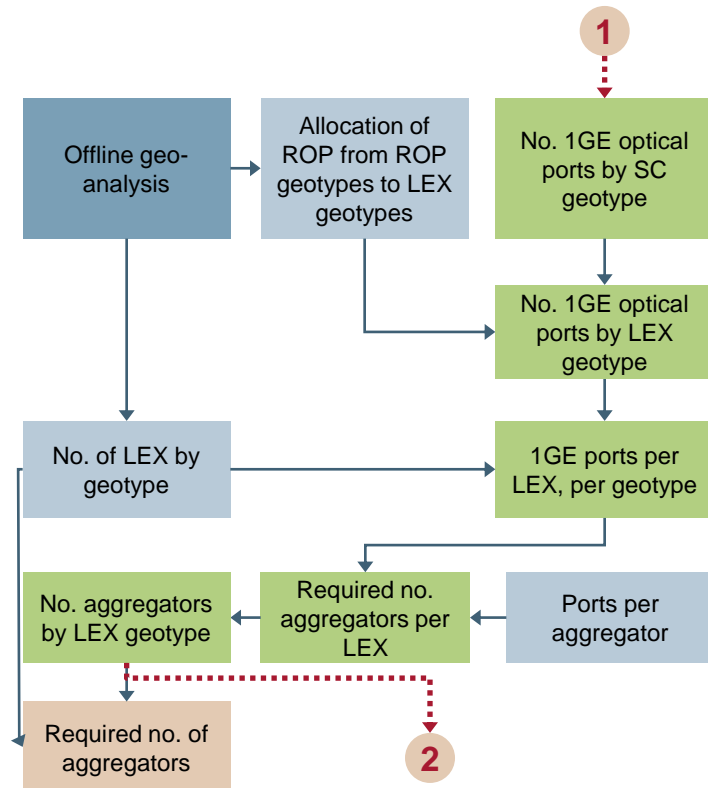 1
Offline geo-
analysis
Allocation of
ROP from ROP
geotypes to LEX
geotypes
No. 1GE optical
ports by SC
geotype
No. 1GE optical
ports by LEX
geotype
No. of LEX by
geotype
1GE ports per
LEX, per geotype
No. aggregators
by LEX geotype
Required no.
aggregators per
LEX
Ports per
aggregator
Required no. of
aggregators
2